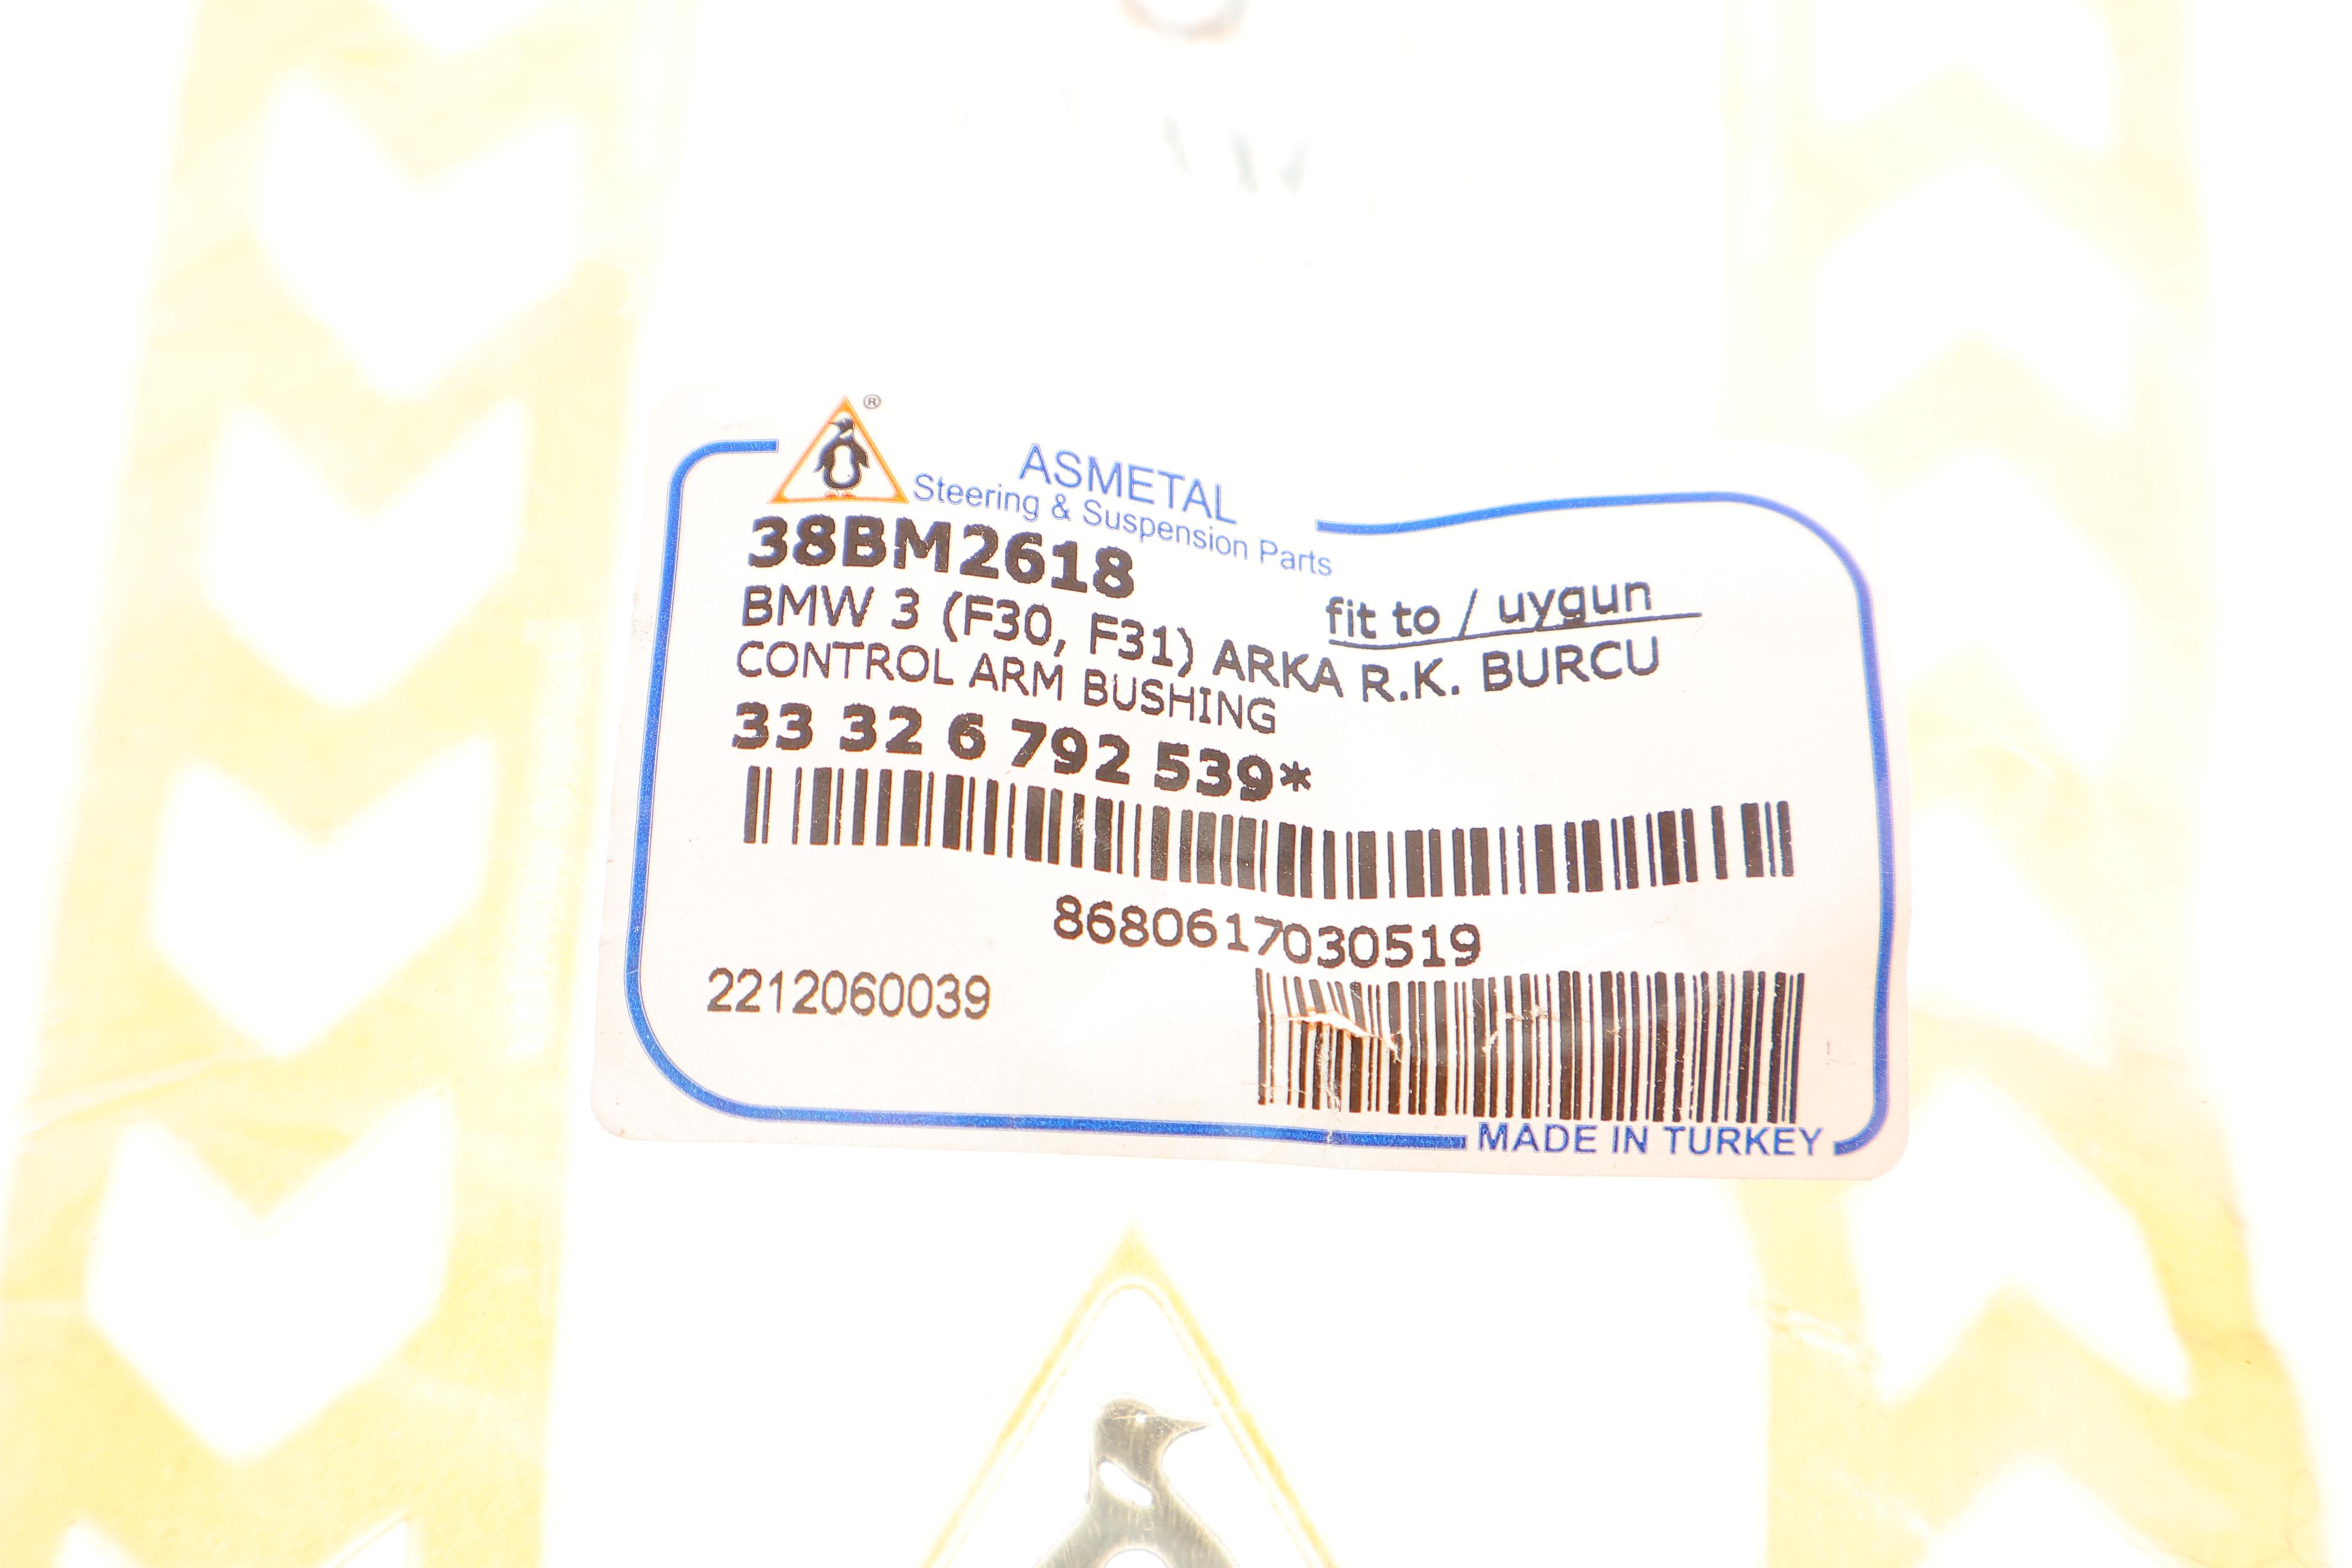 ®
ASMETAL
Steering & Suspension Parts
38BM2618
fit to / uygun
BMW 3 (F30, F31) ARKA R.K. BURCU
CONTROL ARM BUSHING
33 32 6 792 539*
8680617030519
2212060039
MADE IN TURKEY